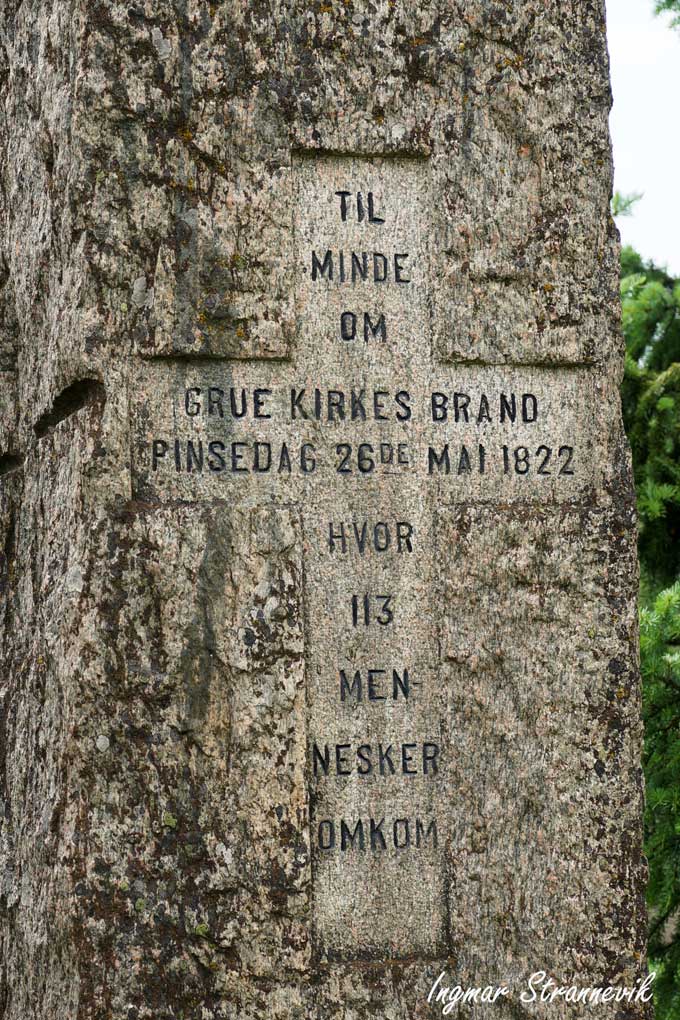 TIL
MINDE
OM
GRUE KIRKES BRAND
PINSEDAG 26DE MAI 1822
HVOR
113
MEN
NESKER
OMKOM
Ingmar Strannevik